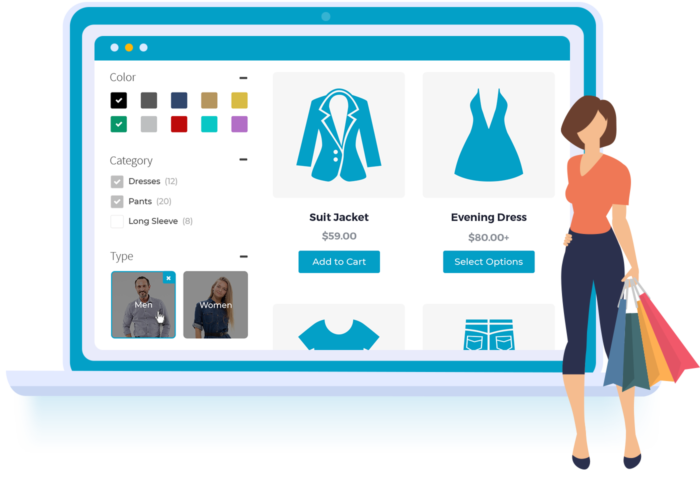 Color
Category
Dresses (12)
Pants (20)
Long Sleeve (8)
Type
Men
Women
Suit Jacket
$59.00
Add to Cart
Evening Dress
$80.00+
Select Options